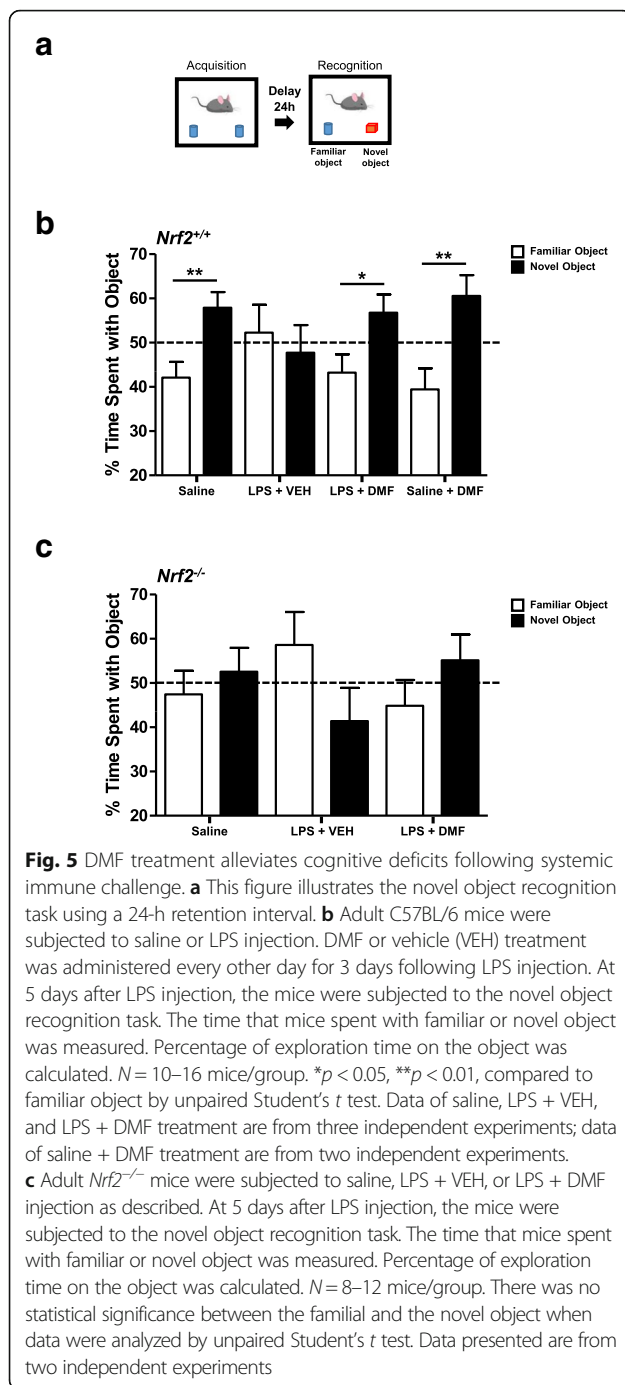 a
Acquisition
Recognition
Delay
24h
Familiar
object
Novel
object
b
Nrf2+/+
Familiar Object
Novel Object
% Time Spent with Object
70
60
50
40
30
20
**
*
**
Saline
LPS + VEH
LPS + DMF
Saline + DMF
c
Nrf2-/-
Familiar Object
Novel Object
% Time Spent with Object
70
60
50
40
30
20
Saline
LPS + VEH
LPS + DMF
Fig. 5 DMF treatment alleviates cognitive deficits following systemic
immune challenge. a This figure illustrates the novel object recognition
task using a 24-h retention interval. b Adult C57BL/6 mice were
subjected to saline or LPS injection. DMF or vehicle (VEH) treatment
was administered every other day for 3 days following LPS injection. At
5 days after LPS injection, the mice were subjected to the novel object
recognition task. The time that mice spent with familiar or novel object
was measured. Percentage of exploration time on the object was
calculated. N = 10–16 mice/group. *p < 0.05, **p < 0.01, compared to
familiar object by unpaired Student's t test. Data of saline, LPS + VEH,
and LPS + DMF treatment are from three independent experiments; data
of saline + DMF treatment are from two independent experiments.
c Adult Nrf2−/− mice were subjected to saline, LPS + VEH, or LPS + DMF
injection as described. At 5 days after LPS injection, the mice were
subjected to the novel object recognition task. The time that mice spent
with familiar or novel object was measured. Percentage of exploration
time on the object was calculated. N = 8–12 mice/group. There was no
statistical significance between the familial and the novel object when
data were analyzed by unpaired Student's t test. Data presented are from
two independent experiments